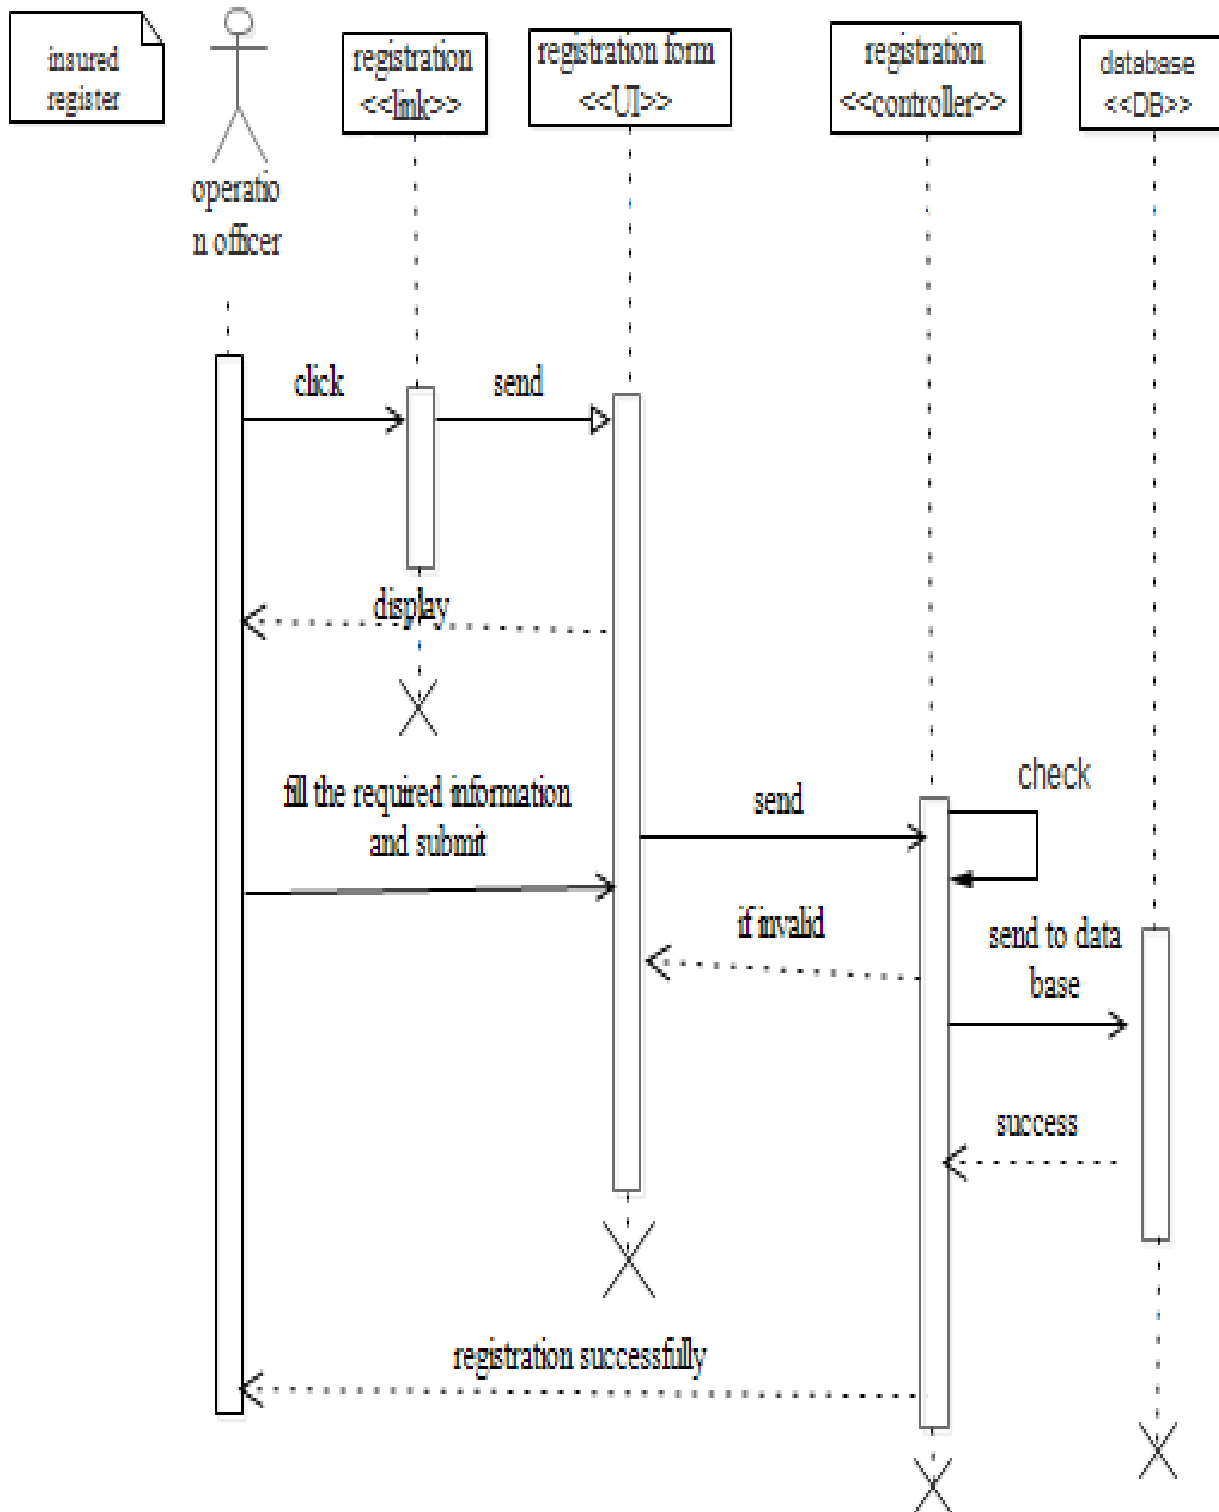 insured
register
operatio
n officer
registration
<<link>>
registration form
<<UI>>
registration
<<controller>>
database
<<DB>>
click
send
display
fill the required information
and submit
send
check
if invalid
send to data
base
success
registration successfully